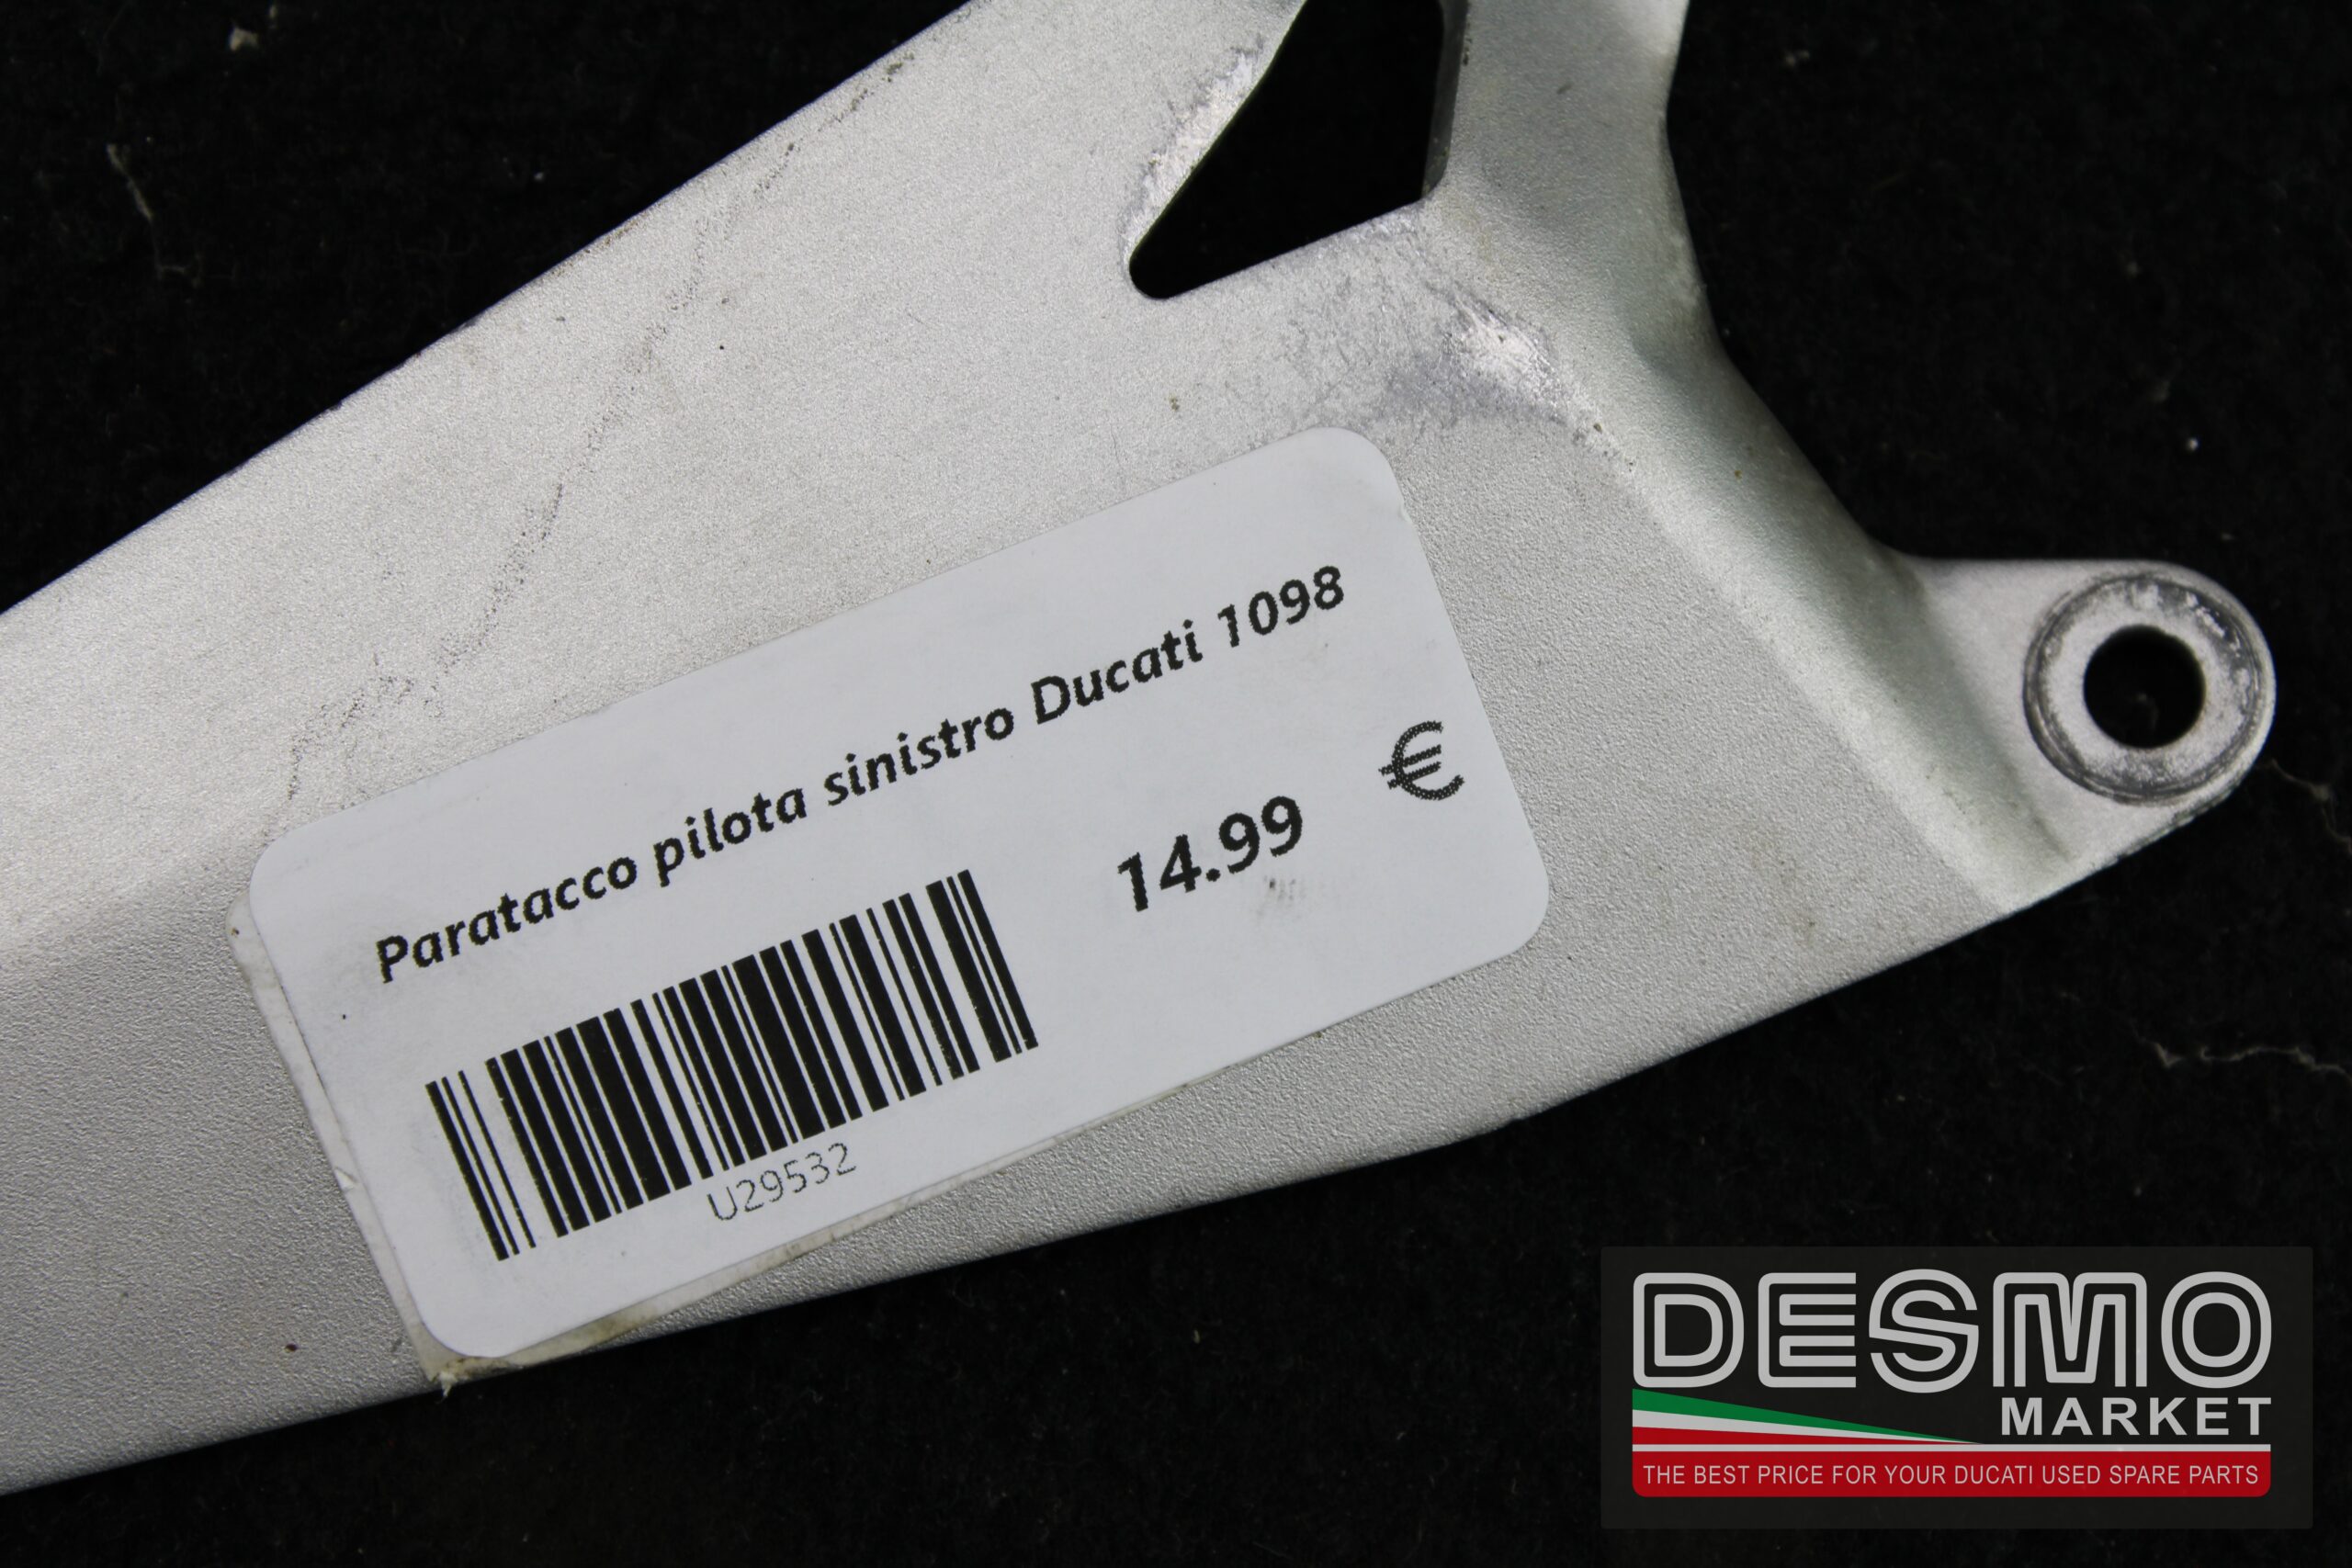 Paratacco pilota sinistro Ducati 1098
14.99 €
U29532
DESMO
MARKET
THE BEST PRICE FOR YOUR DUCATI USED SPARE PARTS